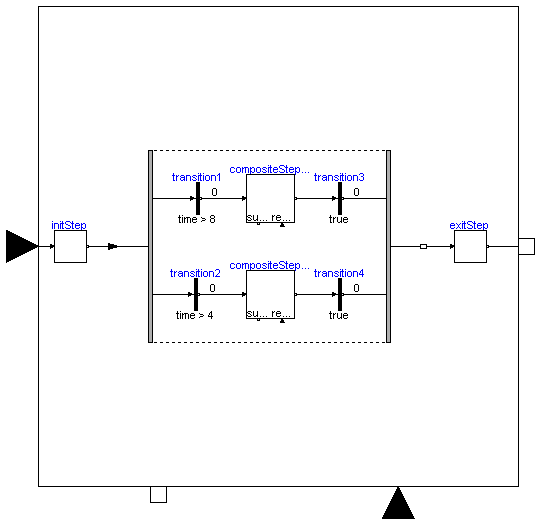 compositeStep...
transition1
transition3
0
0
su... re...
time > 8
true
initStep
exitStep
compositeStep...
transition2
transition4
0
0
su... re...
time > 4
true